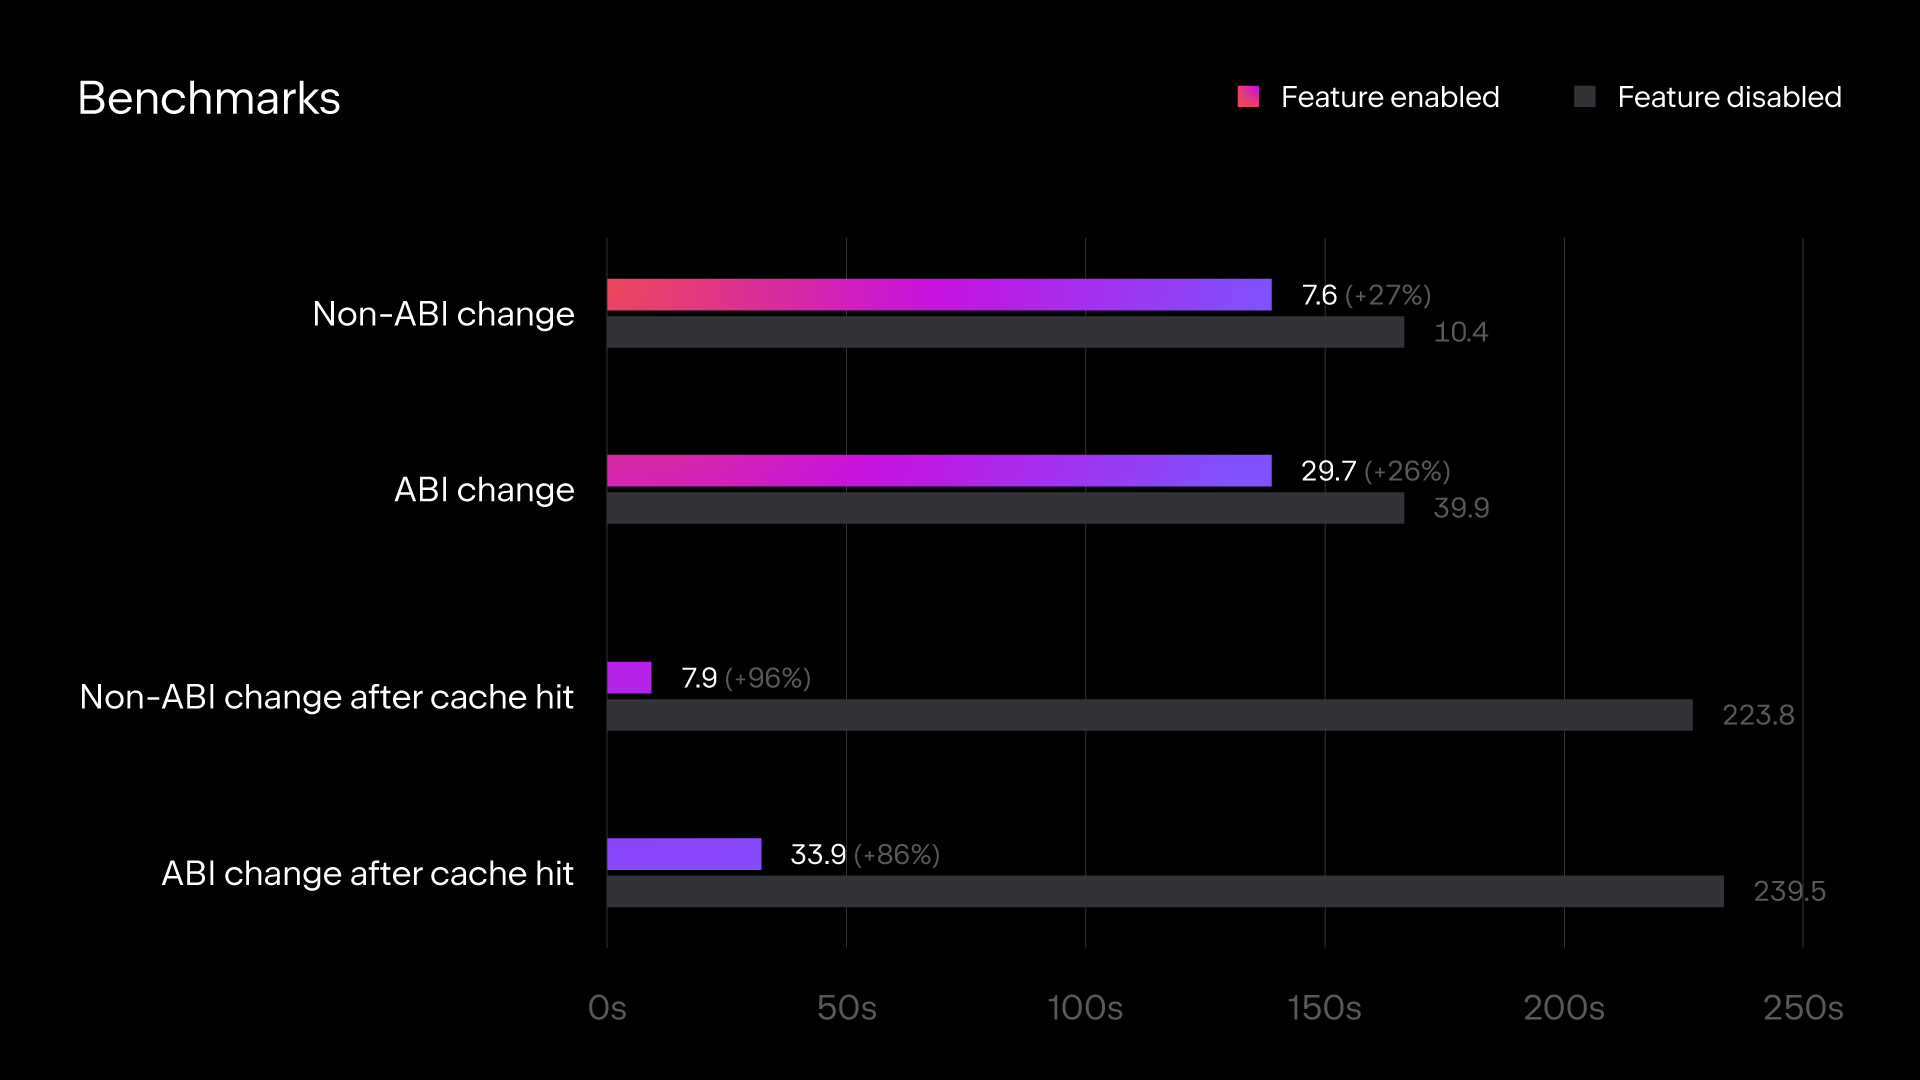 Benchmarks
Feature enabled
Feature disabled
Non-ABI change
7.6 (+27%)
10.4
ABI change
29.7 (+26%)
39.9
Non-ABI change after cache hit
7.9 (+96%)
223.8
ABI change after cache hit
33.9 (+86%)
239.5
0s 50s 100s 150s 200s 250s